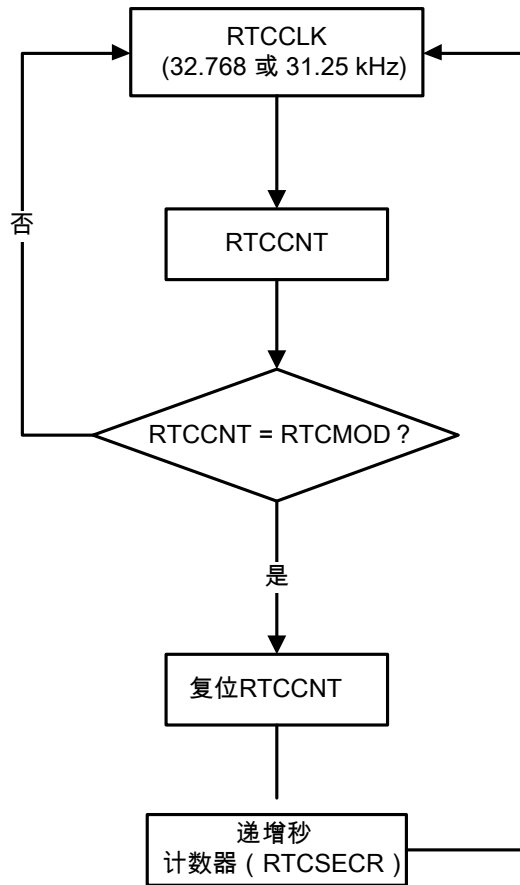 RTCCLK
(32.768 或 31.25 kHz)
否
RTCCNT
RTCCNT = RTCMOD ?
是
复位RTCCNT
递增秒
计数器 ( RTCSECR )